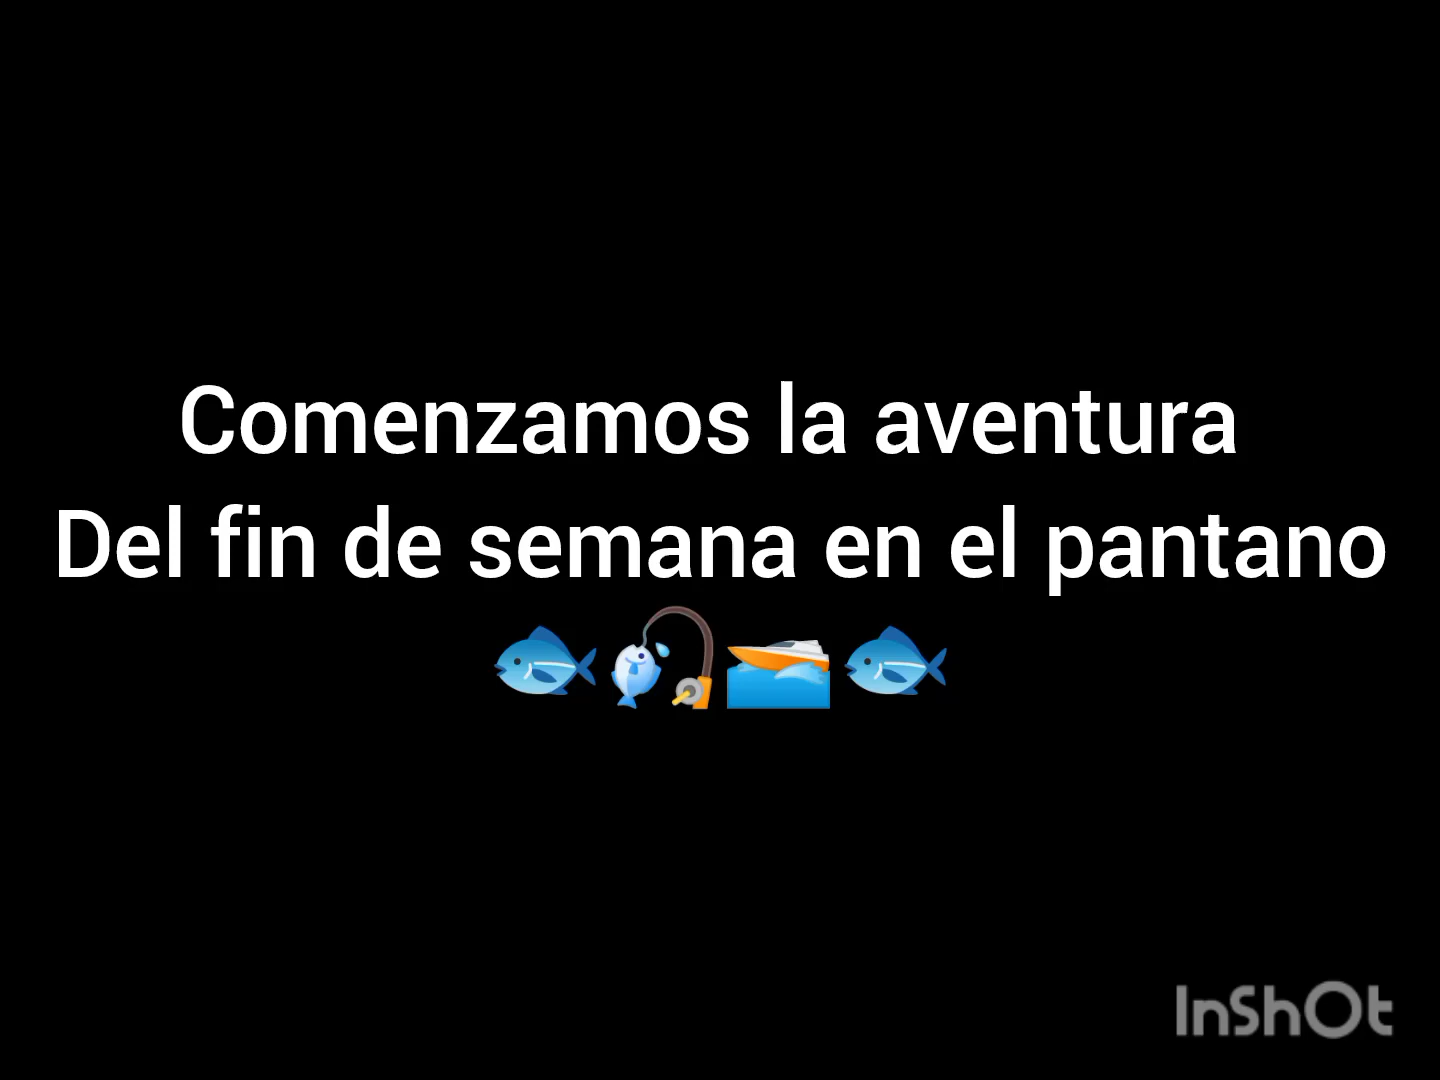 Comenzamos la aventura
Del fin de semana en el pantano
🐟🎣🚤🐟
InShOt